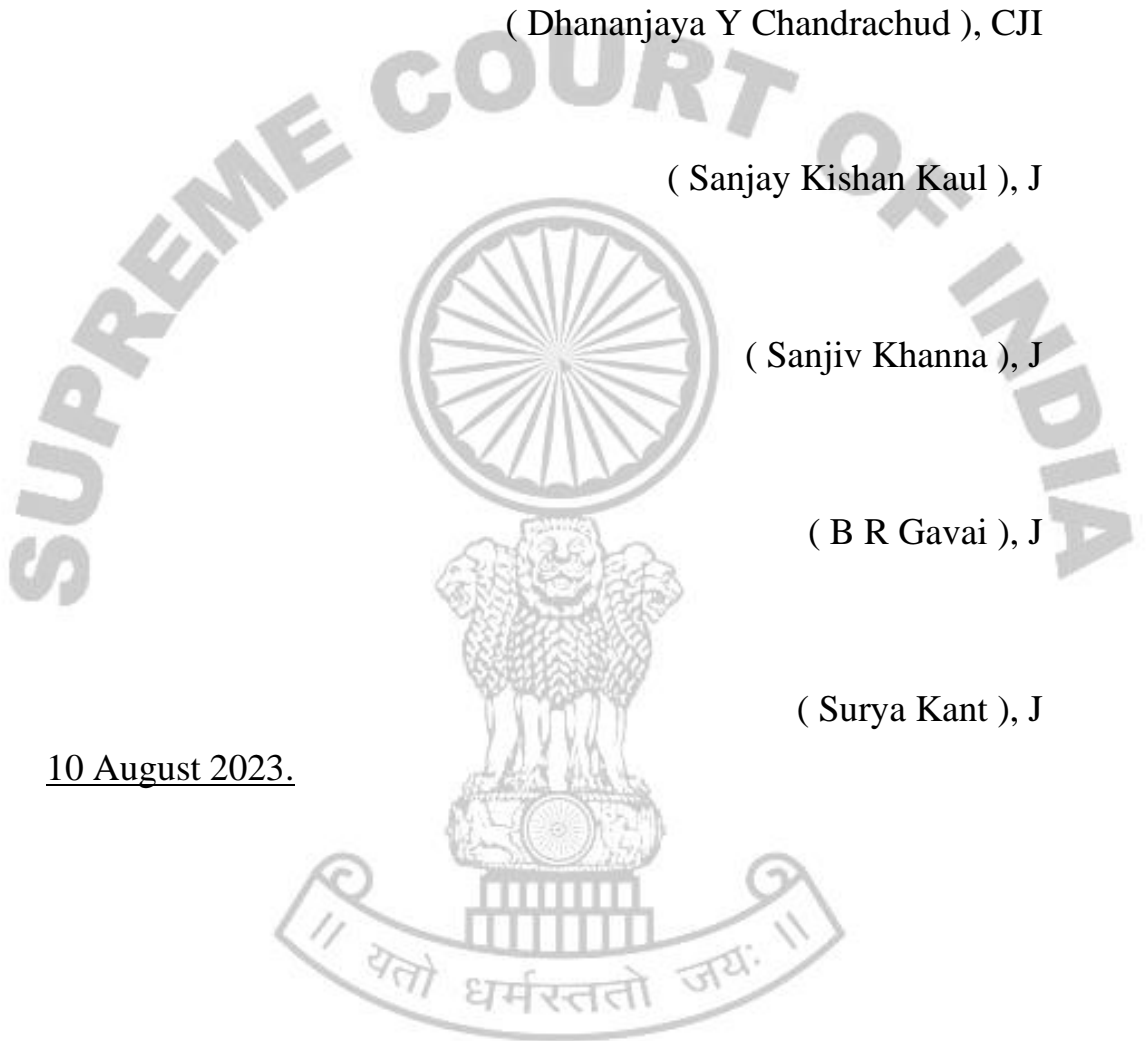 ( Dhananjaya Y Chandrachud ), CJI
SUPREME COURT OF INDIA
( Sanjay Kishan Kaul ), J
( Sanjiv Khanna ), J
( B R Gavai ), J
( Surya Kant ), J
10 August 2023.
॥ यतो धर्मस्ततो जयः ॥